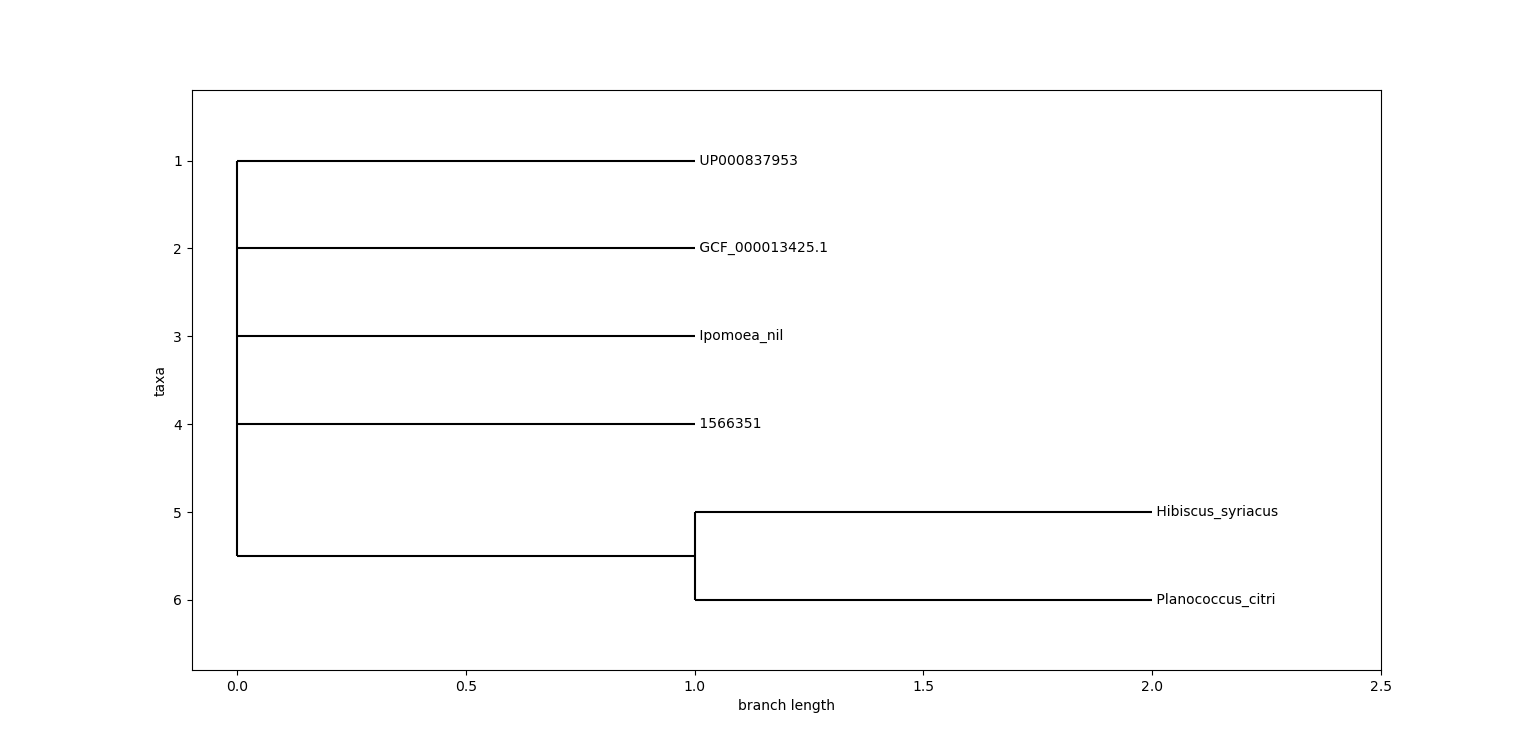 1 UP000837953
2 GCF_000013425.1
3 Ipomoea_nil
taxa
4 1566351
5 Hibiscus_syriacus
6 Planococcus_citri
0.0 0.5 1.0 1.5 2.0 2.5
branch length